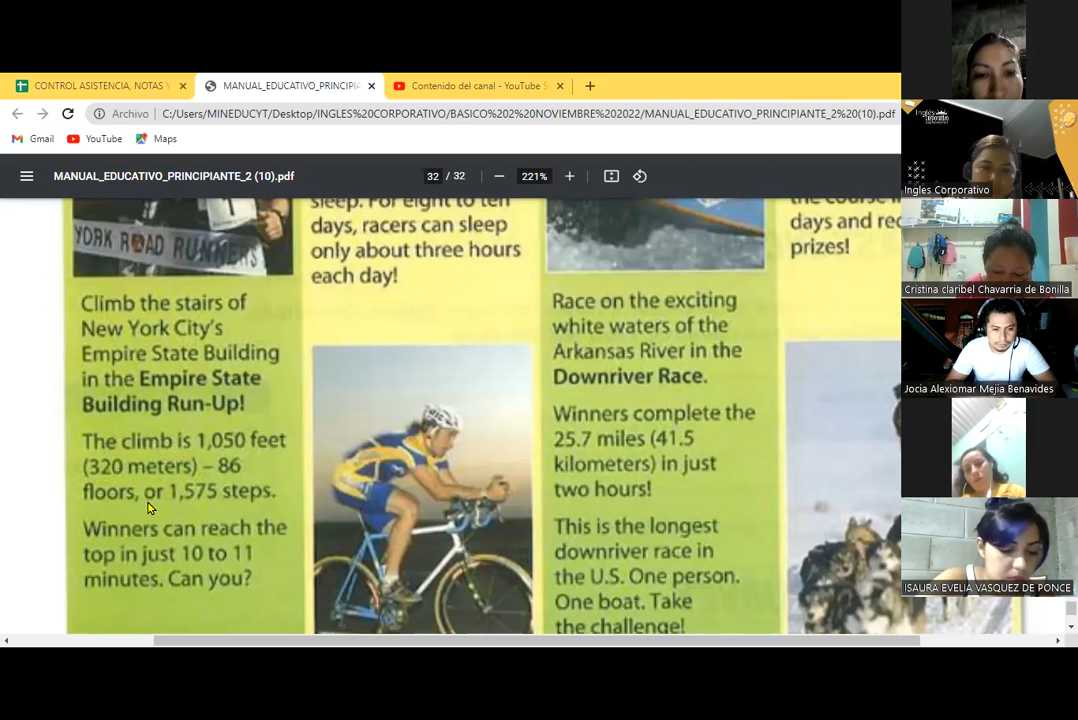 CONTROL ASISTENCIA, NOTAS Y
MANUAL_EDUCATIVO_PRINCIPIA
Contenido del canal - YouTube S
Archivo
C:/Users/MINEDUCYT/Desktop/INGLES%20CORPORATIVO/BASICO%202%20NOVIEMBRE%202022/MANUAL_EDUCATIVO_PRINCIPIANTE_2%20(10).pdf
Gmail
YouTube
Maps
MANUAL_EDUCATIVO_PRINCIPIANTE_2 (10).pdf
32 / 32
221%
YORK ROAD RUNNERS
Climb the stairs of
New York City's
Empire State Building
in the Empire State
Building Run-Up!
The climb is 1,050 feet
(320 meters) – 86
floors, or 1,575 steps.
Winners can reach the
top in just 10 to 11
minutes. Can you?
sleep. For eight to ten
days, racers can sleep
only about three hours
each day!
Race on the exciting
white waters of the
Arkansas River in the
Downriver Race.
Winners complete the
25.7 miles (41.5
kilometers) in just
two hours!
This is the longest
downriver race in
the U.S. One person.
One boat. Take
the challenge!
the course
days and rec
prizes!
Ingles
Corporativo
Ingles Corporativo
Cristina claribel Chavarria de Bonilla
Jocia Alexiomar Mejia Benavides
ISAURA EVELIA VASQUEZ DE PONCE